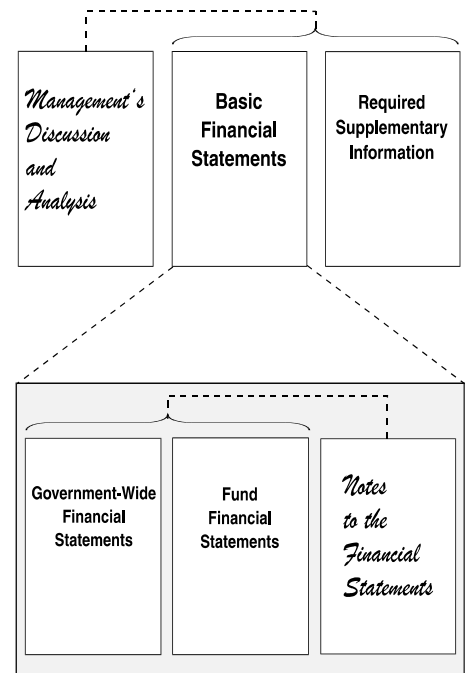 Management's
Discussion
and
Analysis
Basic
Financial
Statements
Required
Supplementary
Information
Government-Wide
Financial
Statements
Fund
Financial
Statements
Notes
to the
Financial
Statements